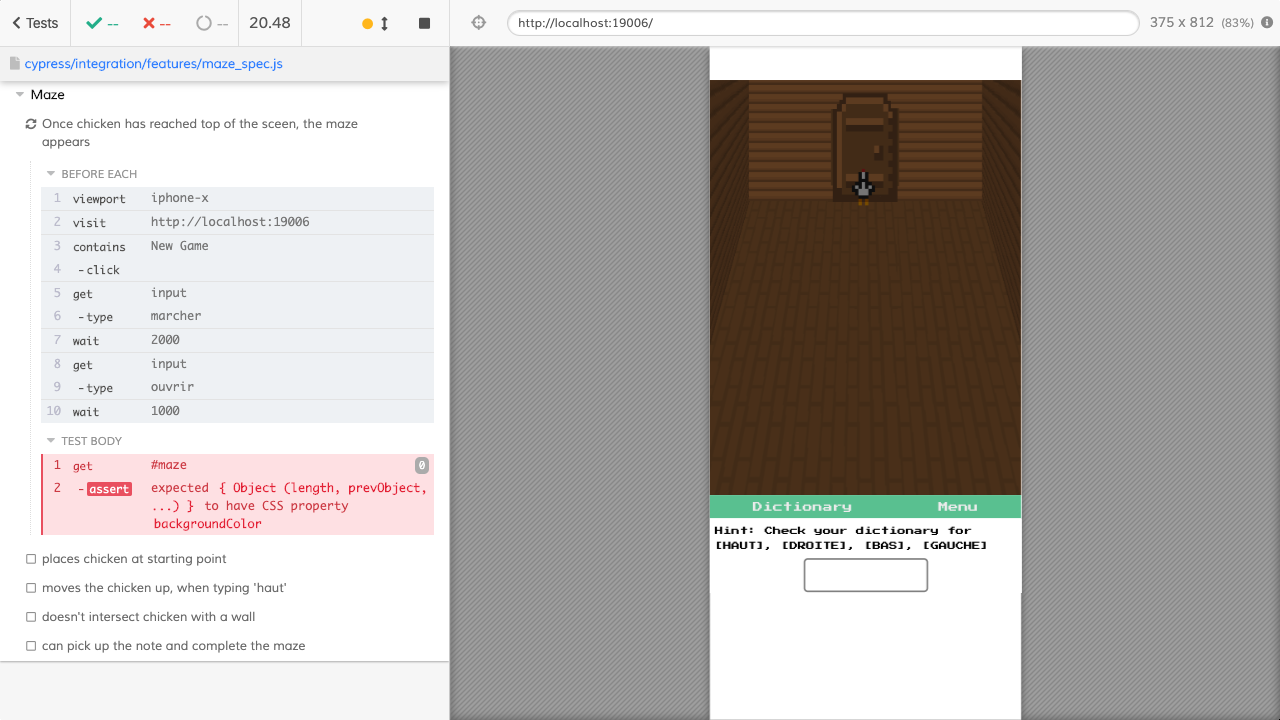 Tests
--
--
--
20.48
http://localhost:19006/
375 x 812 (83%)
cypress/integration/features/maze_spec.js
Maze
Once chicken has reached top of the sceen, the maze
appears
BEFORE EACH
1 viewport iphone-x
2 visit http://localhost:19006
3 contains New Game
4 - click
5 get input
6 - type marcher
7 wait 2000
8 get input
9 - type ouvrir
10 wait 1000
TEST BODY
1 get #maze 0
2 - assert expected { Object (length, prevObject,
...) } to have CSS property
backgroundColor
places chicken at starting point
moves the chicken up, when typing 'haut'
doesn't intersect chicken with a wall
can pick up the note and complete the maze
Dictionary Menu
Hint: Check your dictionary for
[HAUT], [DROITE], [BAS], [GAUCHE]